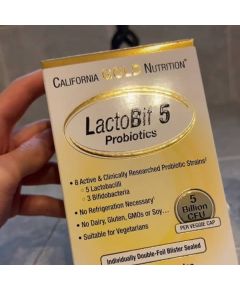 CALIFORNIA GOLD NUTRITION®
LactoBif 5
Probiotics
• 8 Active & Clinically Researched Probiotic Strains†
○ 5 Lactobacilli
○ 3 Bifidobacteria
• No Refrigeration Necessary*
• No Dairy, Gluten, GMOs or Soy...
• Suitable for Vegetarians
5
Billion
CFU
PER VEGGIE CAP
Individually Double-Foil Blister Sealed